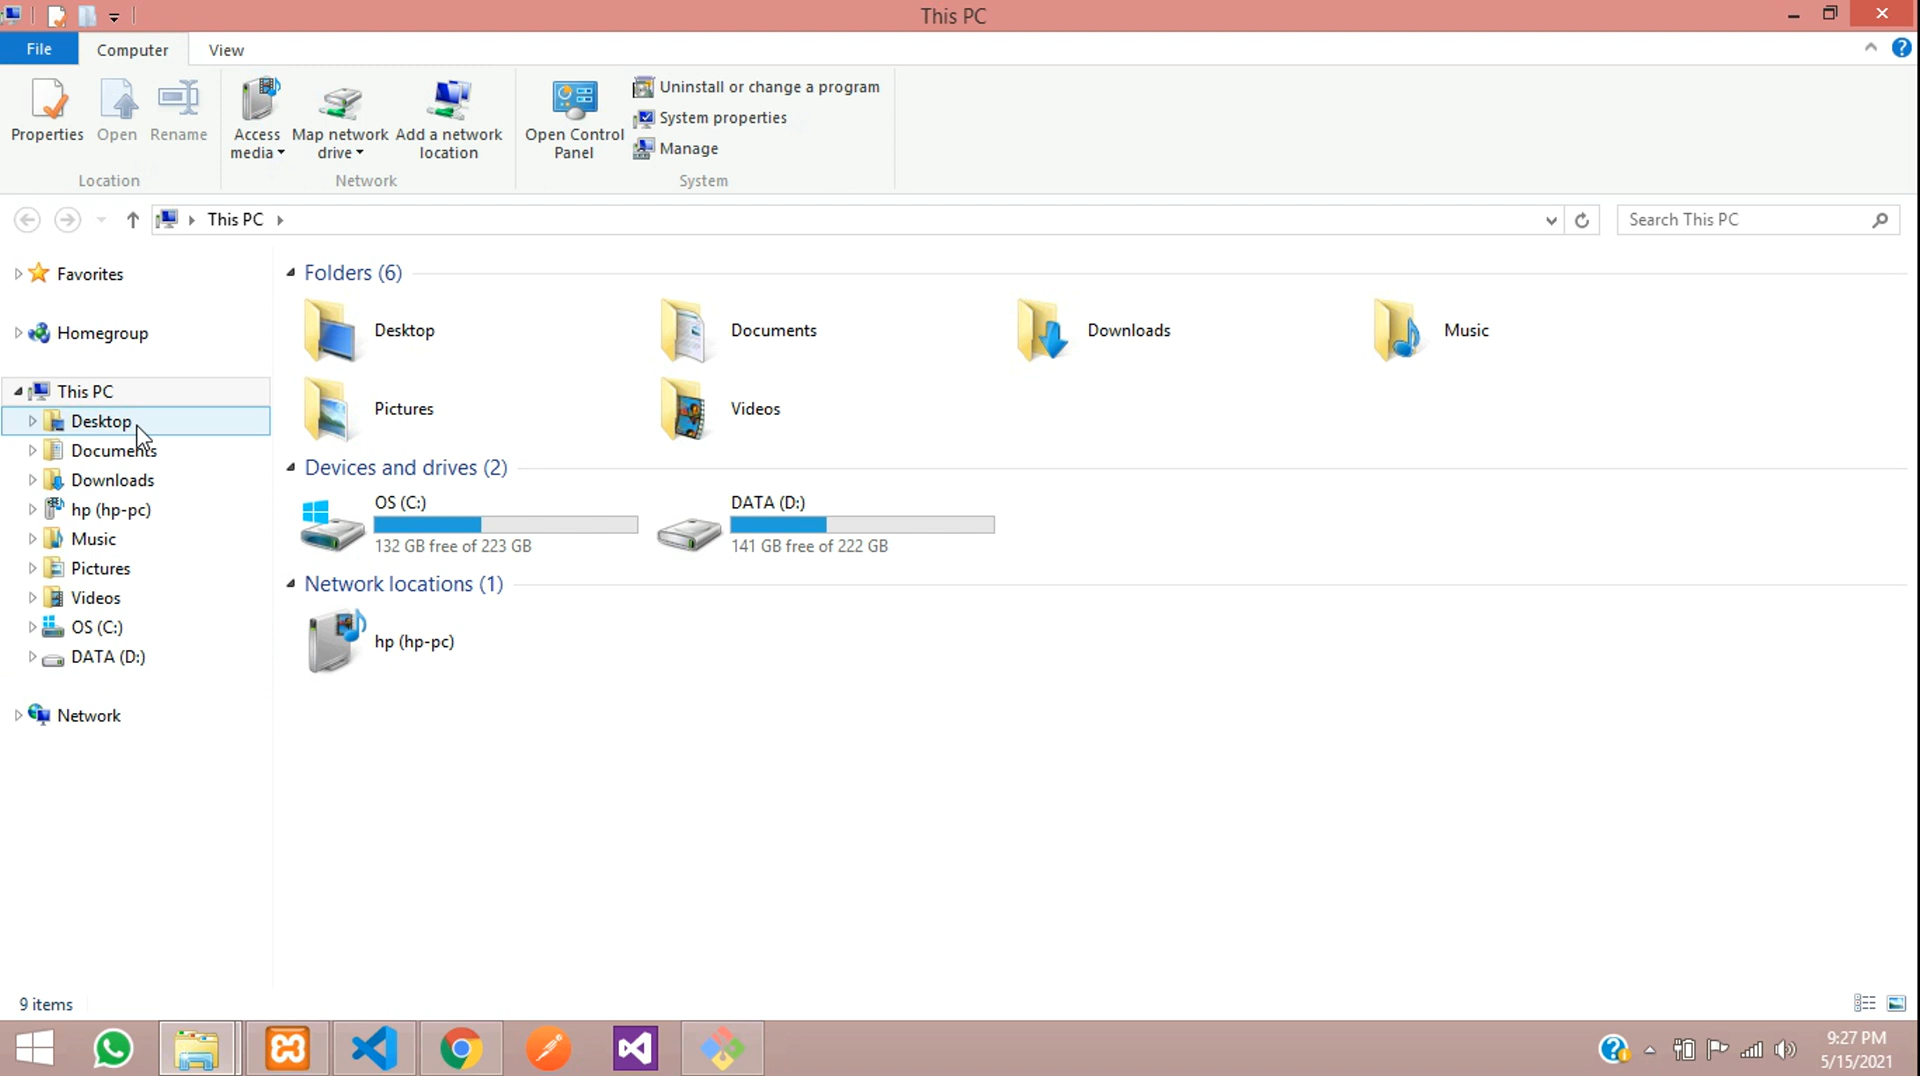 This PC
File
Computer
View
Properties
Open
Rename
Access media
Map network drive
Add a network location
Open Control Panel
Uninstall or change a program
System properties
Manage
Location
Network
System
This PC
Search This PC
Favorites
Homegroup
This PC
Desktop
Documents
Downloads
hp (hp-pc)
Music
Pictures
Videos
OS (C:)
DATA (D:)
Network
Folders (6)
Desktop
Documents
Downloads
Music
Pictures
Videos
Devices and drives (2)
OS (C:)
132 GB free of 223 GB
DATA (D:)
141 GB free of 222 GB
Network locations (1)
hp (hp-pc)
9 items
9:27 PM
5/15/2021